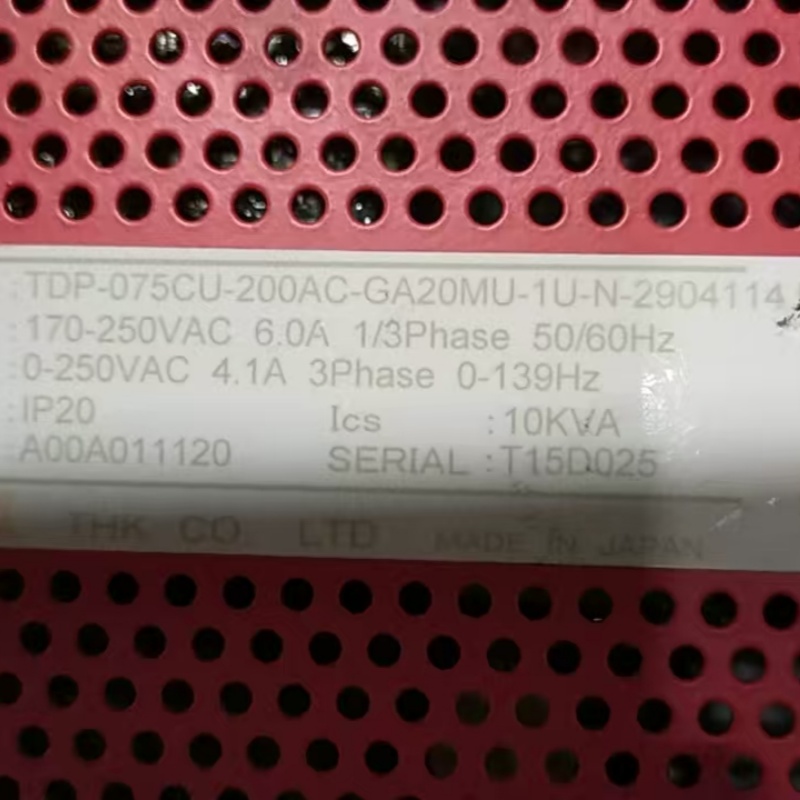 :TDP-075CU-200AC-GA20MU-1U-N-2904114
:170-250VAC 6.0A 1/3Phase 50/60Hz
:0-250VAC 4.1A 3Phase 0-139Hz
:IP20 Ics :10KVA
A00A011120 SERIAL :T15D025
THK CO. LTD MADE IN JAPAN